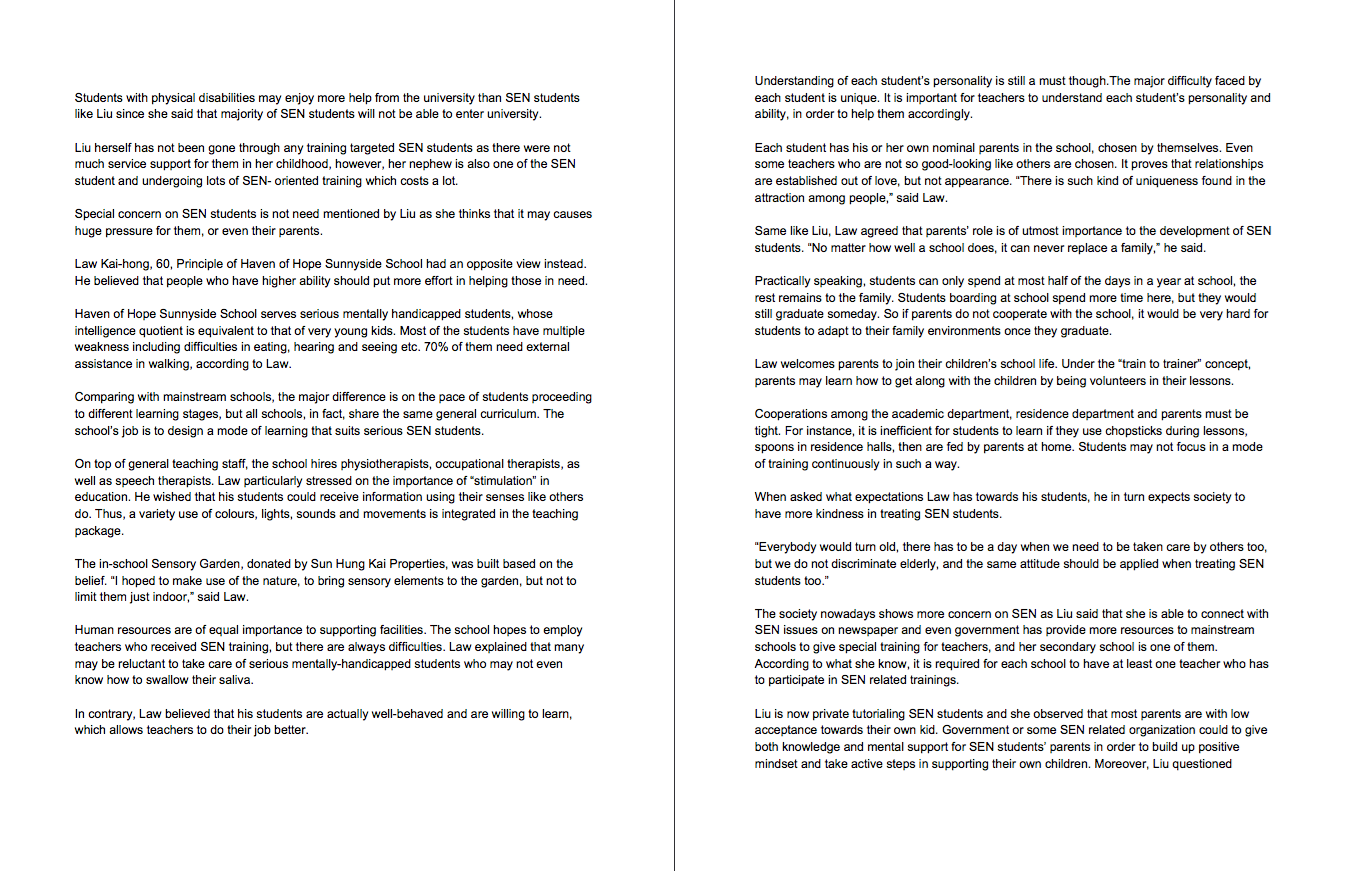 Students with physical disabilities may enjoy more help from the university than SEN students
like Liu since she said that majority of SEN students will not be able to enter university.
Liu herself has not been gone through any training targeted SEN students as there were not
much service support for them in her childhood, however, her nephew is also one of the SEN
student and undergoing lots of SEN- oriented training which costs a lot.
Special concern on SEN students is not need mentioned by Liu as she thinks that it may causes
huge pressure for them, or even their parents.
Law Kai-hong, 60, Principle of Haven of Hope Sunnyside School had an opposite view instead.
He believed that people who have higher ability should put more effort in helping those in need.
Haven of Hope Sunnyside School serves serious mentally handicapped students, whose
intelligence quotient is equivalent to that of very young kids. Most of the students have multiple
weakness including difficulties in eating, hearing and seeing etc. 70% of them need external
assistance in walking, according to Law.
Comparing with mainstream schools, the major difference is on the pace of students proceeding
to different learning stages, but all schools, in fact, share the same general curriculum. The
school's job is to design a mode of learning that suits serious SEN students.
On top of general teaching staff, the school hires physiotherapists, occupational therapists, as
well as speech therapists. Law particularly stressed on the importance of “stimulation” in
education. He wished that his students could receive information using their senses like others
do. Thus, a variety use of colours, lights, sounds and movements is integrated in the teaching
package.
The in-school Sensory Garden, donated by Sun Hung Kai Properties, was built based on the
belief. “I hoped to make use of the nature, to bring sensory elements to the garden, but not to
limit them just indoor,” said Law.
Human resources are of equal importance to supporting facilities. The school hopes to employ
teachers who received SEN training, but there are always difficulties. Law explained that many
may be reluctant to take care of serious mentally-handicapped students who may not even
know how to swallow their saliva.
In contrary, Law believed that his students are actually well-behaved and are willing to learn,
which allows teachers to do their job better.
Understanding of each student's personality is still a must though.The major difficulty faced by
each student is unique. It is important for teachers to understand each student's personality and
ability, in order to help them accordingly.
Each student has his or her own nominal parents in the school, chosen by themselves. Even
some teachers who are not so good-looking like others are chosen. It proves that relationships
are established out of love, but not appearance. “There is such kind of uniqueness found in the
attraction among people,” said Law.
Same like Liu, Law agreed that parents' role is of utmost importance to the development of SEN
students. “No matter how well a school does, it can never replace a family,” he said.
Practically speaking, students can only spend at most half of the days in a year at school, the
rest remains to the family. Students boarding at school spend more time here, but they would
still graduate someday. So if parents do not cooperate with the school, it would be very hard for
students to adapt to their family environments once they graduate.
Law welcomes parents to join their children's school life. Under the “train to trainer” concept,
parents may learn how to get along with the children by being volunteers in their lessons.
Cooperations among the academic department, residence department and parents must be
tight. For instance, it is inefficient for students to learn if they use chopsticks during lessons,
spoons in residence halls, then are fed by parents at home. Students may not focus in a mode
of training continuously in such a way.
When asked what expectations Law has towards his students, he in turn expects society to
have more kindness in treating SEN students.
“Everybody would turn old, there has to be a day when we need to be taken care by others too,
but we do not discriminate elderly, and the same attitude should be applied when treating SEN
students too.”
The society nowadays shows more concern on SEN as Liu said that she is able to connect with
SEN issues on newspaper and even government has provide more resources to mainstream
schools to give special training for teachers, and her secondary school is one of them.
According to what she know, it is required for each school to have at least one teacher who has
to participate in SEN related trainings.
Liu is now private tutorialing SEN students and she observed that most parents are with low
acceptance towards their own kid. Government or some SEN related organization could to give
both knowledge and mental support for SEN students' parents in order to build up positive
mindset and take active steps in supporting their own children. Moreover, Liu questioned